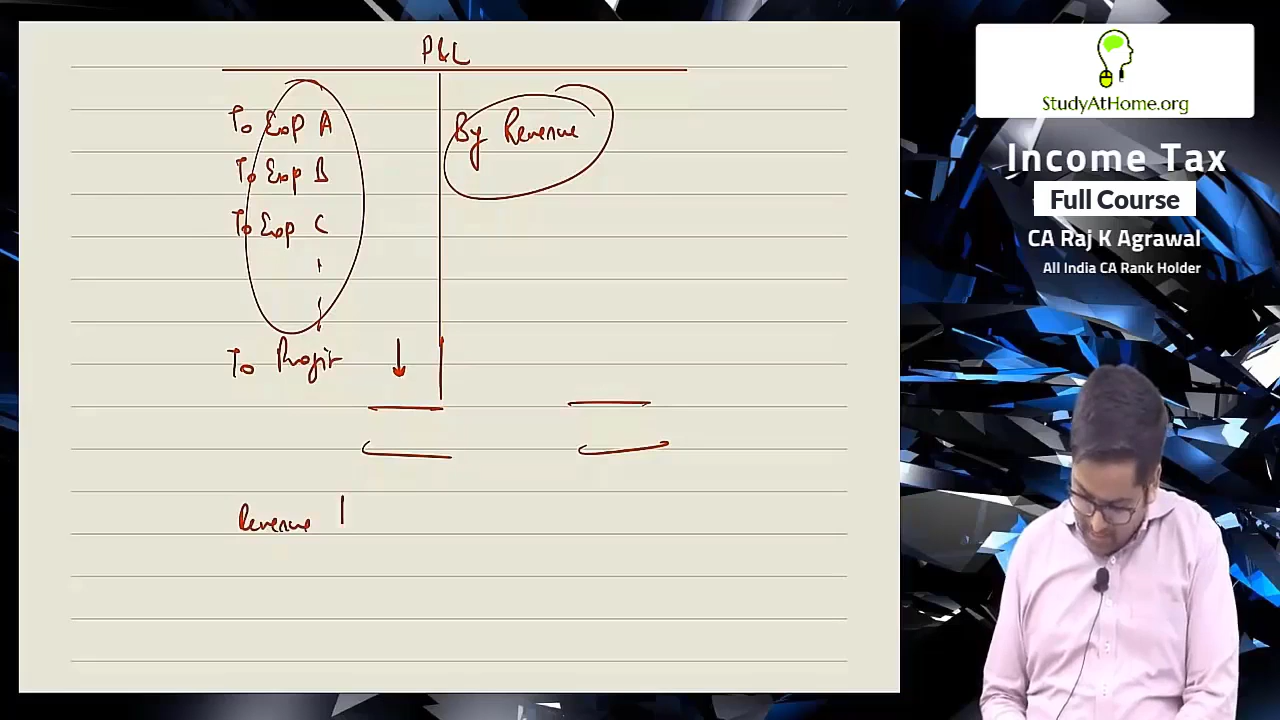 P&L
To Exp A
By Revenue
To Exp B
To Exp C
To Profit
Revenue
StudyAtHome.org
Income Tax
Full Course
CA Raj K Agrawal
All India CA Rank Holder